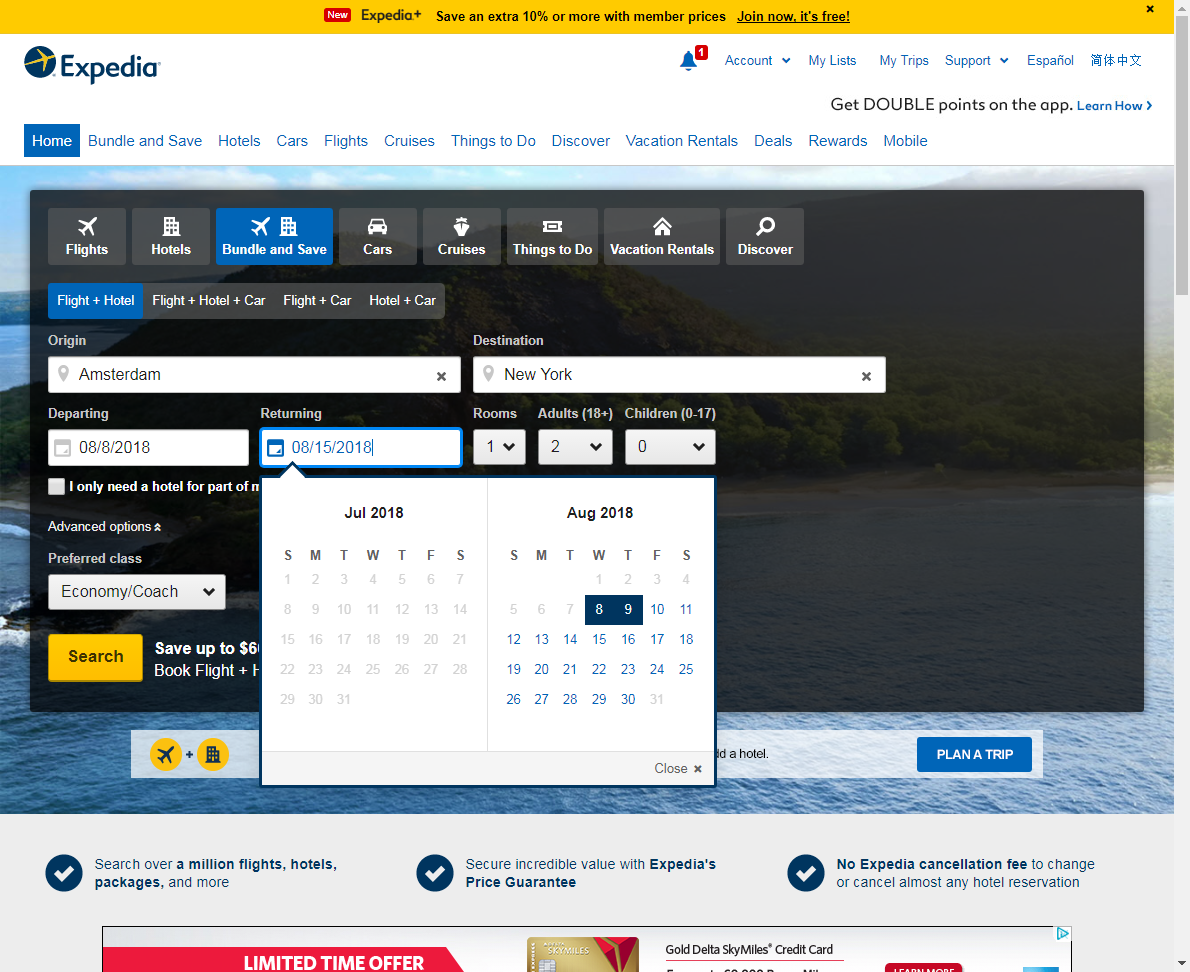 New Expedia+ Save an extra 10% or more with member prices Join now, it's free!
Expedia
1 Account My Lists My Trips Support Español 简体中文
Get DOUBLE points on the app. Learn How
Home Bundle and Save Hotels Cars Flights Cruises Things to Do Discover Vacation Rentals Deals Rewards Mobile
Flights Hotels Bundle and Save Cars Cruises Things to Do Vacation Rentals Discover
Flight + Hotel Flight + Hotel + Car Flight + Car Hotel + Car
Origin Destination
Amsterdam New York
Departing Returning Rooms Adults (18+) Children (0-17)
08/8/2018 08/15/2018 1 2 0
I only need a hotel for part of
Advanced options
Preferred class
Economy/Coach
Search
Save up to
Book Flight +
Jul 2018
S M T W T F S
1 2 3 4 5 6 7
8 9 10 11 12 13 14
15 16 17 18 19 20 21
22 23 24 25 26 27 28
29 30 31
Aug 2018
S M T W T F S
1 2 3 4
5 6 7 8 9 10 11
12 13 14 15 16 17 18
19 20 21 22 23 24 25
26 27 28 29 30 31
Close
+ a hotel. PLAN A TRIP
Search over a million flights, hotels,
packages, and more
Secure incredible value with Expedia's
Price Guarantee
No Expedia cancellation fee to change
or cancel almost any hotel reservation
LIMITED TIME OFFER
SKYMILES
Gold Delta SkyMiles® Credit Card
LEARN MORE